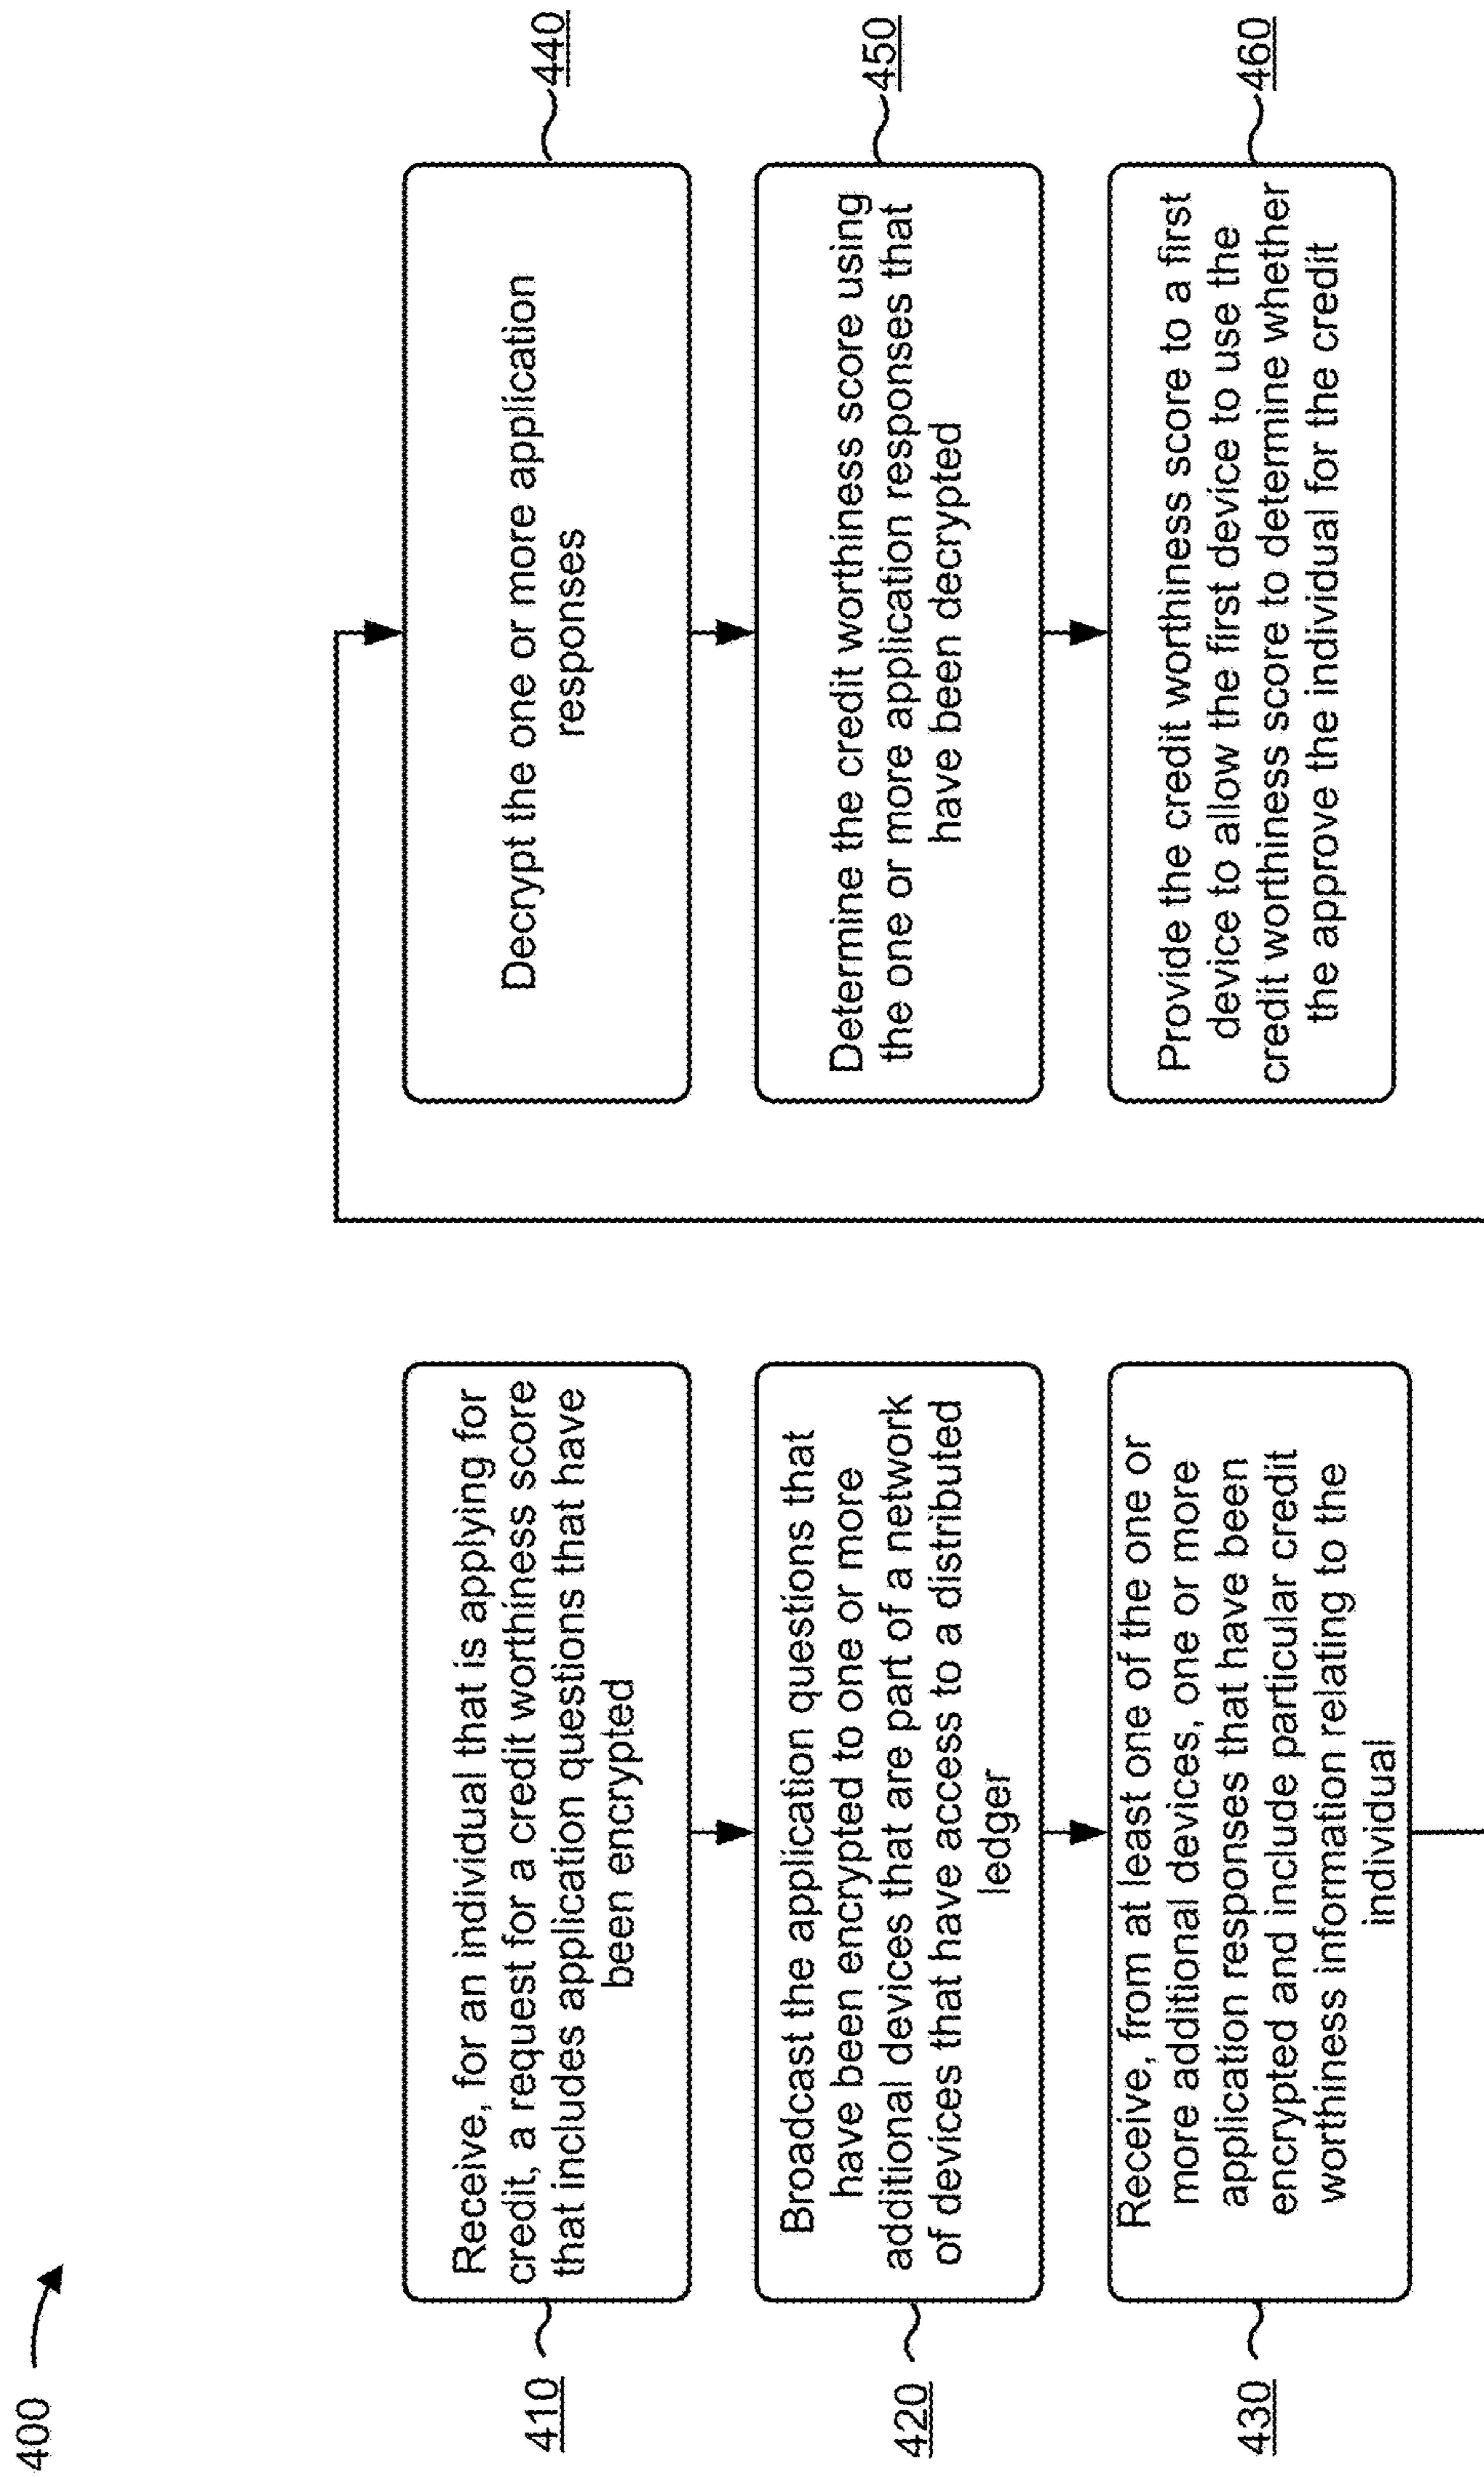 400
410
Receive, for an individual that is applying for
credit, a request for a credit worthiness score
that includes application questions that have
been encrypted
420
Broadcast the application questions that
have been encrypted to one or more
additional devices that are part of a network
of devices that have access to a distributed
ledger
430
Receive, from at least one of the one or
more additional devices, one or more
application responses that have been
encrypted and include particular credit
worthiness information relating to the
individual
440
Decrypt the one or more application
responses
450
Determine the credit worthiness score using
the one or more application responses that
have been decrypted
460
Provide the credit worthiness score to a first
device to allow the first device to use the
credit worthiness score to determine whether
the approve the individual for the credit